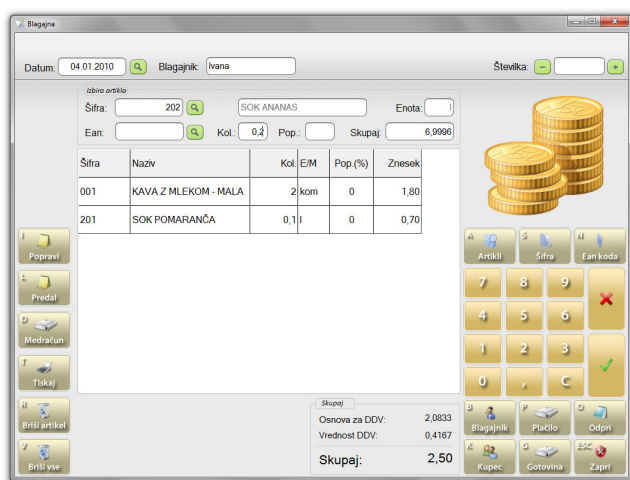 Blagajna
Datum: 04.01.2010 Blagajnik: Ivana Številka: − +
Izbira artikla
Šifra: 202 SOK ANANAS Enota: l
Ean: Kol.: 0,2 Pop.: Skupaj: 6,9996
Šifra Naziv Kol. E/M Pop.(%) Znesek
001 KAVA Z MLEKOM - MALA 2 kom 0 1,80
201 SOK POMARANČA 0,1 l 0 0,70
I Popravi
L Predal
D Medračun
T Tiskaj
R Briši artikel
V Briši vse
A Artikli S Šifra N Ean koda
7 8 9
4 5 6
1 2 3
0 , C
B Blagajnik P Plačilo O Odpri
K Kupec G Gotovina ESC Zapri
Skupaj
Osnova za DDV: 2,0833
Vrednost DDV: 0,4167
Skupaj: 2,50